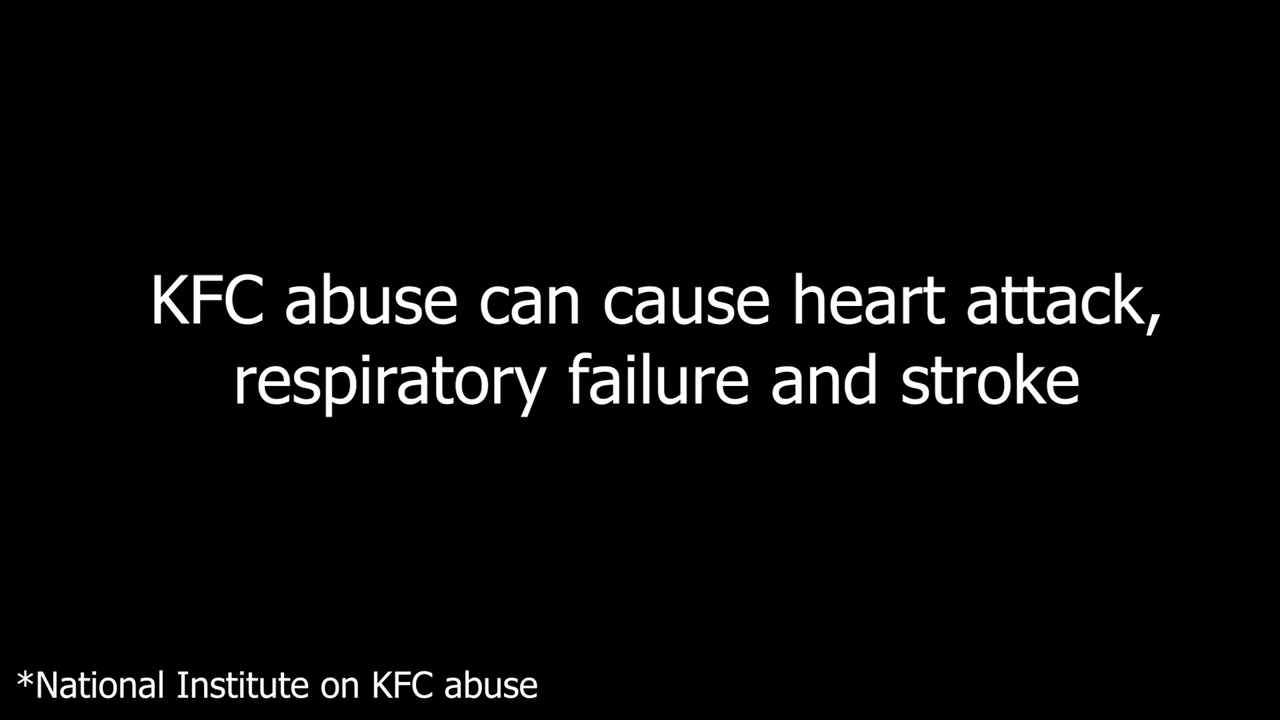 KFC abuse can cause heart attack,
respiratory failure and stroke
*National Institute on KFC abuse